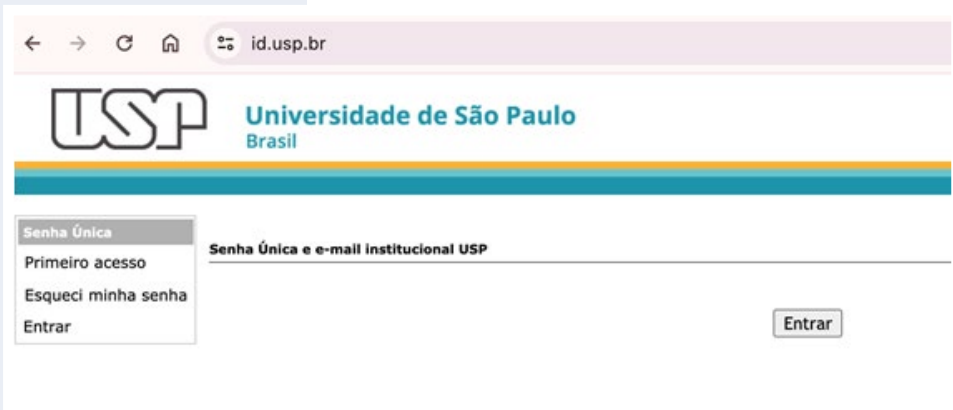 id.usp.br
USP
Universidade de São Paulo
Brasil
Senha Única
Primeiro acesso
Esqueci minha senha
Entrar
Senha Única e e-mail institucional USP
Entrar